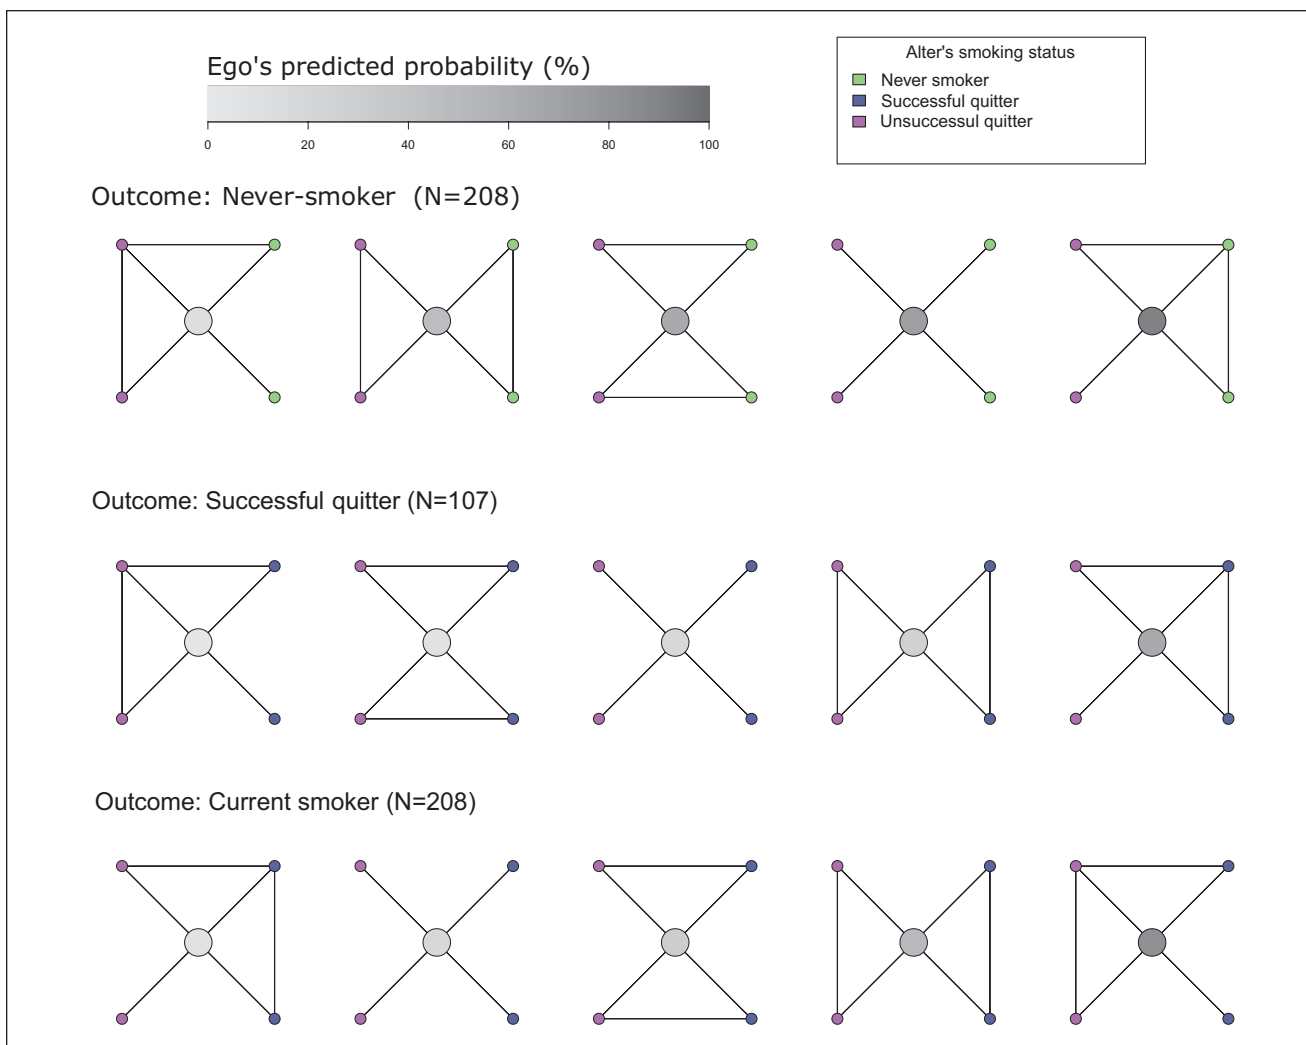 Ego's predicted probability (%)
0 20 40 60 80 100
Alter's smoking status
Never smoker
Successful quitter
Unsuccessul quitter
Outcome: Never-smoker (N=208)
Outcome: Successful quitter (N=107)
Outcome: Current smoker (N=208)